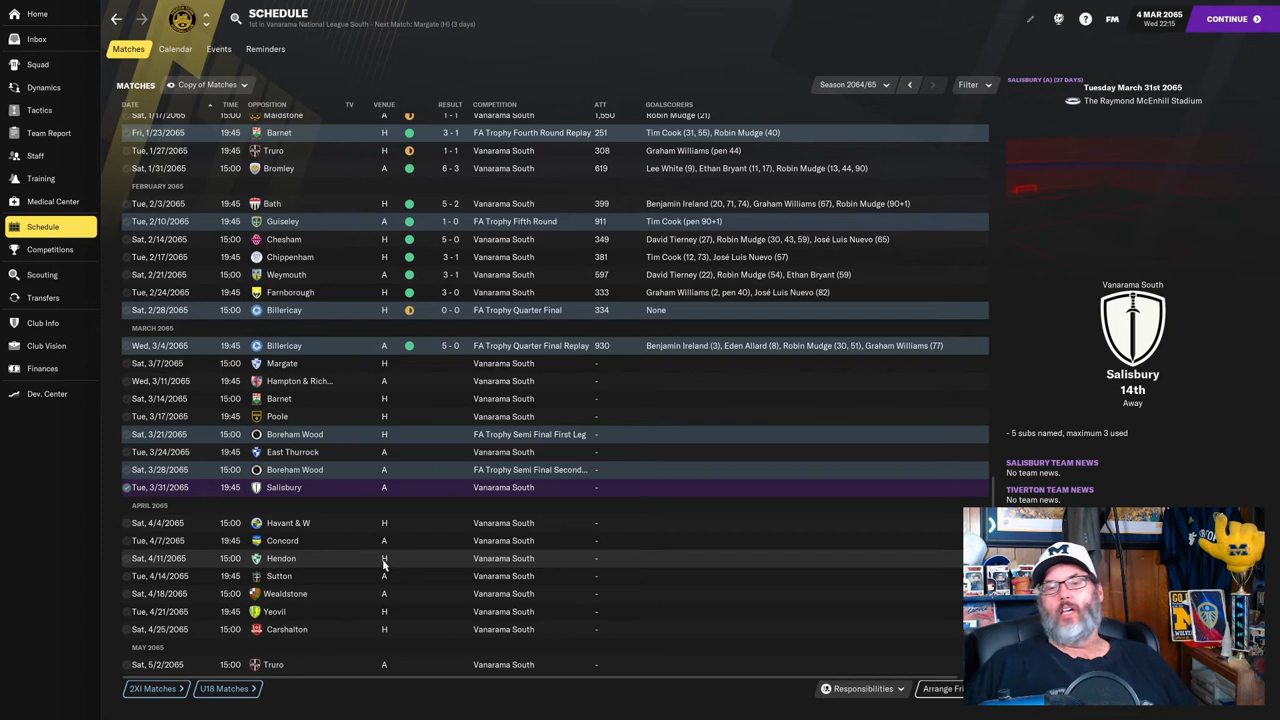 Home
SCHEDULE
1st in Vanarama National League South - Next Match: Margate (H) (3 days)
FM
4 MAR 2065
Wed 22:15
CONTINUE
Inbox
Squad
Dynamics
Tactics
Team Report
Staff
Training
Medical Center
Schedule
Competitions
Scouting
Transfers
Club Info
Club Vision
Finances
Dev. Center
Matches Calendar Events Reminders
MATCHES Copy of Matches Season 2064/65 Filter
DATE TIME OPPOSITION TV VENUE RESULT COMPETITION ATT GOALSCORERS
Sat, 1/17/2065 15:00 Maidstone A 1 - 1 Vanarama South 1,550 Robin Mudge (21)
Fri, 1/23/2065 19:45 Barnet H 3 - 1 FA Trophy Fourth Round Replay 251 Tim Cook (31, 55), Robin Mudge (40)
Tue, 1/27/2065 19:45 Truro H 1 - 1 Vanarama South 308 Graham Williams (pen 44)
Sat, 1/31/2065 15:00 Bromley A 6 - 3 Vanarama South 619 Lee White (9), Ethan Bryant (11, 17), Robin Mudge (13, 44, 90)
FEBRUARY 2065
Tue, 2/3/2065 19:45 Bath H 5 - 2 Vanarama South 399 Benjamin Ireland (20, 71, 74), Graham Williams (67), Robin Mudge (90+1)
Tue, 2/10/2065 19:45 Guiseley A 1 - 0 FA Trophy Fifth Round 911 Tim Cook (pen 90+1)
Sat, 2/14/2065 15:00 Chesham H 5 - 0 Vanarama South 349 David Tierney (27), Robin Mudge (30, 43, 59), José Luis Nuevo (65)
Tue, 2/17/2065 19:45 Chippenham H 3 - 1 Vanarama South 381 Tim Cook (12, 73), José Luis Nuevo (57)
Sat, 2/21/2065 15:00 Weymouth A 3 - 1 Vanarama South 597 David Tierney (22), Robin Mudge (54), Ethan Bryant (59)
Tue, 2/24/2065 19:45 Farnborough H 3 - 0 Vanarama South 333 Graham Williams (2, pen 40), José Luis Nuevo (82)
Sat, 2/28/2065 15:00 Billericay H 0 - 0 FA Trophy Quarter Final 334 None
MARCH 2065
Wed, 3/4/2065 19:45 Billericay A 5 - 0 FA Trophy Quarter Final Replay 930 Benjamin Ireland (3), Eden Allard (8), Robin Mudge (30, 51), Graham Williams (77)
Sat, 3/7/2065 15:00 Margate H Vanarama South -
Wed, 3/11/2065 19:45 Hampton & Rich... A Vanarama South -
Sat, 3/14/2065 15:00 Barnet H Vanarama South -
Tue, 3/17/2065 19:45 Poole H Vanarama South -
Sat, 3/21/2065 15:00 Boreham Wood H FA Trophy Semi Final First Leg -
Tue, 3/24/2065 19:45 East Thurrock A Vanarama South -
Sat, 3/28/2065 15:00 Boreham Wood A FA Trophy Semi Final Second... -
Tue, 3/31/2065 19:45 Salisbury A Vanarama South -
APRIL 2065
Sat, 4/4/2065 15:00 Havant & W H Vanarama South -
Tue, 4/7/2065 19:45 Concord A Vanarama South -
Sat, 4/11/2065 15:00 Hendon H Vanarama South -
Tue, 4/14/2065 19:45 Sutton A Vanarama South -
Sat, 4/18/2065 15:00 Wealdstone A Vanarama South -
Tue, 4/21/2065 19:45 Yeovil H Vanarama South -
Sat, 4/25/2065 15:00 Carshalton H Vanarama South -
MAY 2065
Sat, 5/2/2065 15:00 Truro A Vanarama South -
2XI Matches U18 Matches Responsibilities Arrange Fri
SALISBURY (A) (27 DAYS)
Tuesday March 31st 2065
The Raymond McEnhill Stadium
Vanarama South
Salisbury
14th
Away
- 5 subs named, maximum 3 used
SALISBURY TEAM NEWS
No team news.
TIVERTON TEAM NEWS
No team news.